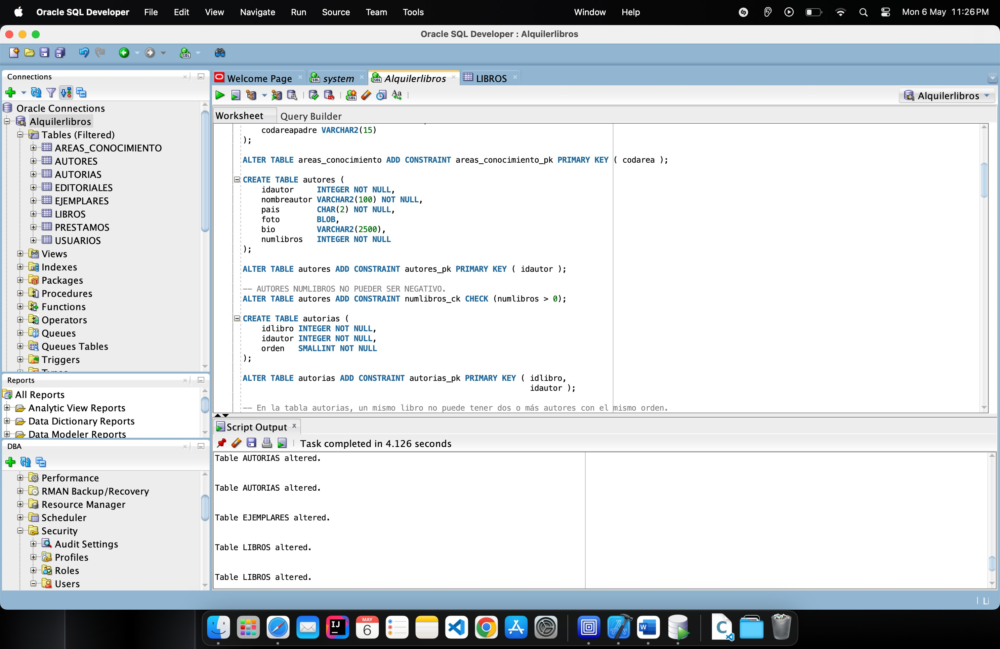 Oracle SQL Developer File Edit View Navigate Run Source Team Tools Window Help Mon 6 May 11:26 PM
Oracle SQL Developer : Alquilerlibros
Connections
Oracle Connections
Alquilerlibros
Tables (Filtered)
AREAS_CONOCIMIENTO
AUTORES
AUTORIAS
EDITORIALES
EJEMPLARES
LIBROS
PRESTAMOS
USUARIOS
Views
Indexes
Packages
Procedures
Functions
Operators
Queues
Queues Tables
Triggers
Reports
All Reports
Analytic View Reports
Data Dictionary Reports
Data Modeler Reports
DBA
Performance
RMAN Backup/Recovery
Resource Manager
Scheduler
Security
Audit Settings
Profiles
Roles
Users
Welcome Page system Alquilerlibros LIBROS
Alquilerlibros
Worksheet Query Builder
codareapadre VARCHAR2(15)
);
ALTER TABLE areas_conocimiento ADD CONSTRAINT areas_conocimiento_pk PRIMARY KEY ( codarea );
CREATE TABLE autores (
idautor INTEGER NOT NULL,
nombreautor VARCHAR2(100) NOT NULL,
pais CHAR(2) NOT NULL,
foto BLOB,
bio VARCHAR2(2500),
numlibros INTEGER NOT NULL
);
ALTER TABLE autores ADD CONSTRAINT autores_pk PRIMARY KEY ( idautor );
-- AUTORES NUMLIBROS NO PUEDER SER NEGATIVO.
ALTER TABLE autores ADD CONSTRAINT numlibros_ck CHECK (numlibros > 0);
CREATE TABLE autorias (
idlibro INTEGER NOT NULL,
idautor INTEGER NOT NULL,
orden SMALLINT NOT NULL
);
ALTER TABLE autorias ADD CONSTRAINT autorias_pk PRIMARY KEY ( idlibro,
idautor );
-- En la tabla autorias, un mismo libro no puede tener dos o más autores con el mismo orden.
Script Output
Task completed in 4.126 seconds
Table AUTORIAS altered.
Table AUTORIAS altered.
Table EJEMPLARES altered.
Table LIBROS altered.
Table LIBROS altered.
Li
IJ
MAY
6
W
C